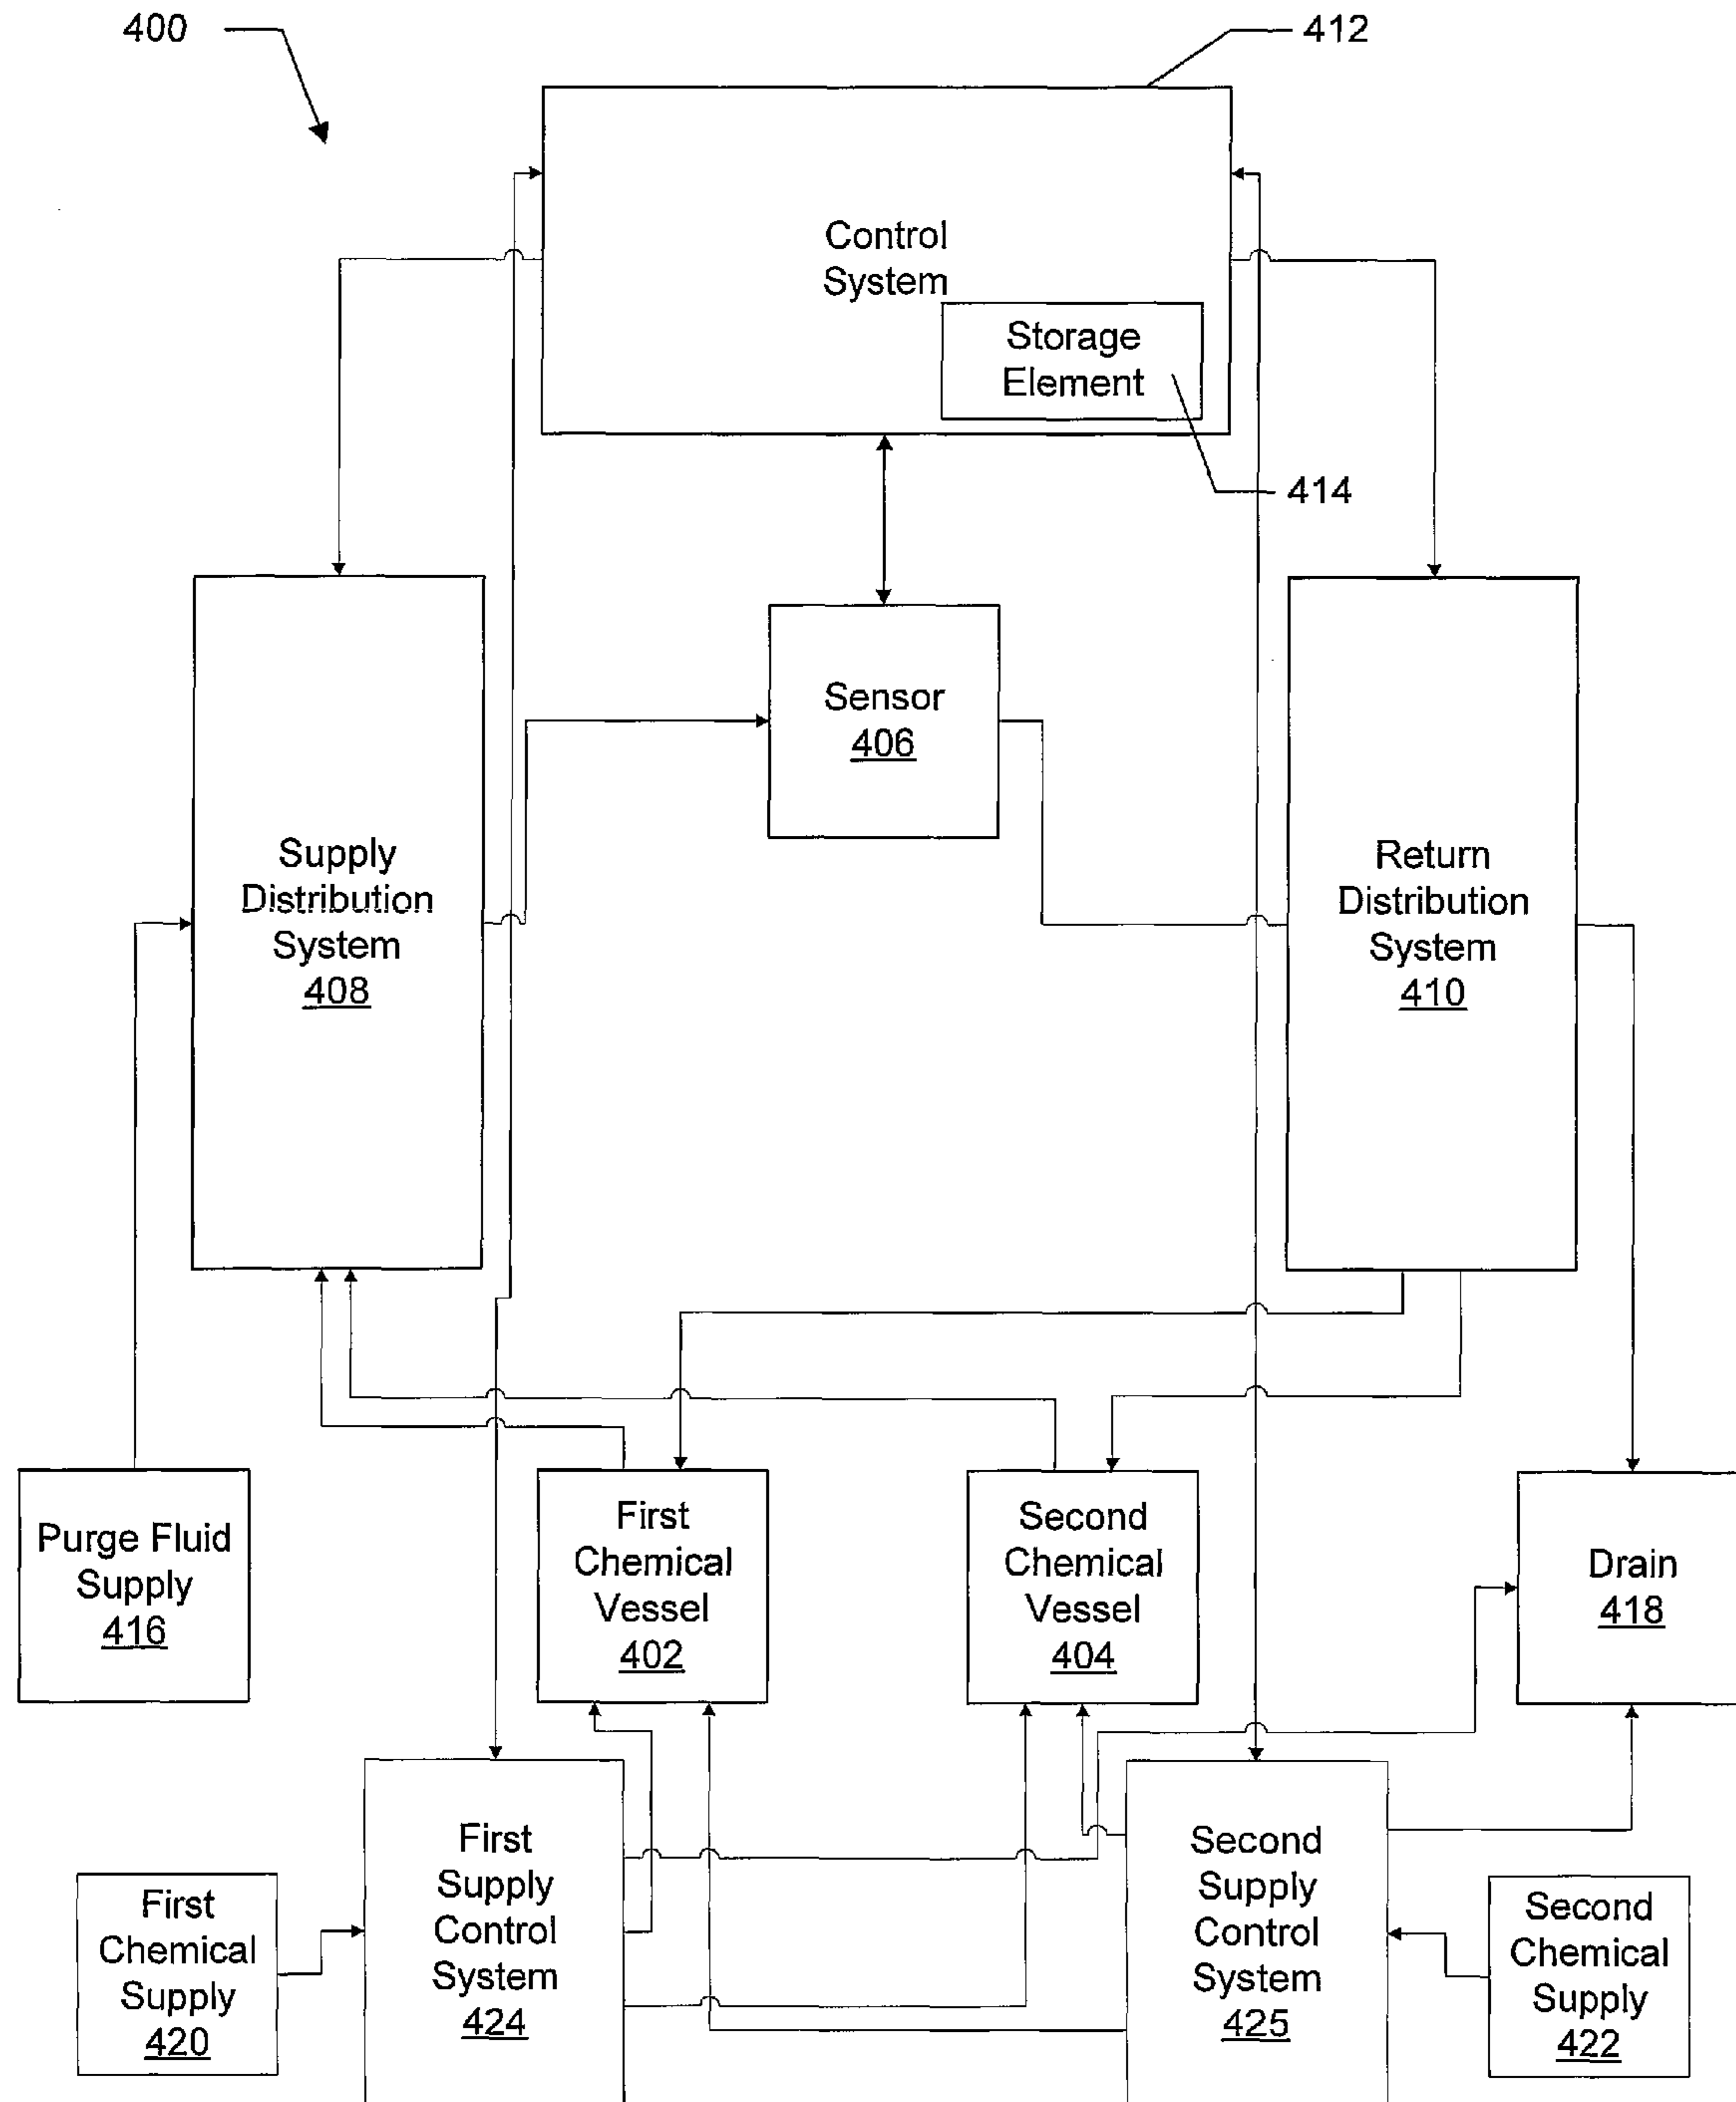 400
412
Control
System
Storage
Element
414
Sensor
406
Supply
Distribution
System
408
Return
Distribution
System
410
Purge Fluid
Supply
416
First
Chemical
Vessel
402
Second
Chemical
Vessel
404
Drain
418
First
Chemical
Supply
420
First
Supply
Control
System
424
Second
Supply
Control
System
425
Second
Chemical
Supply
422